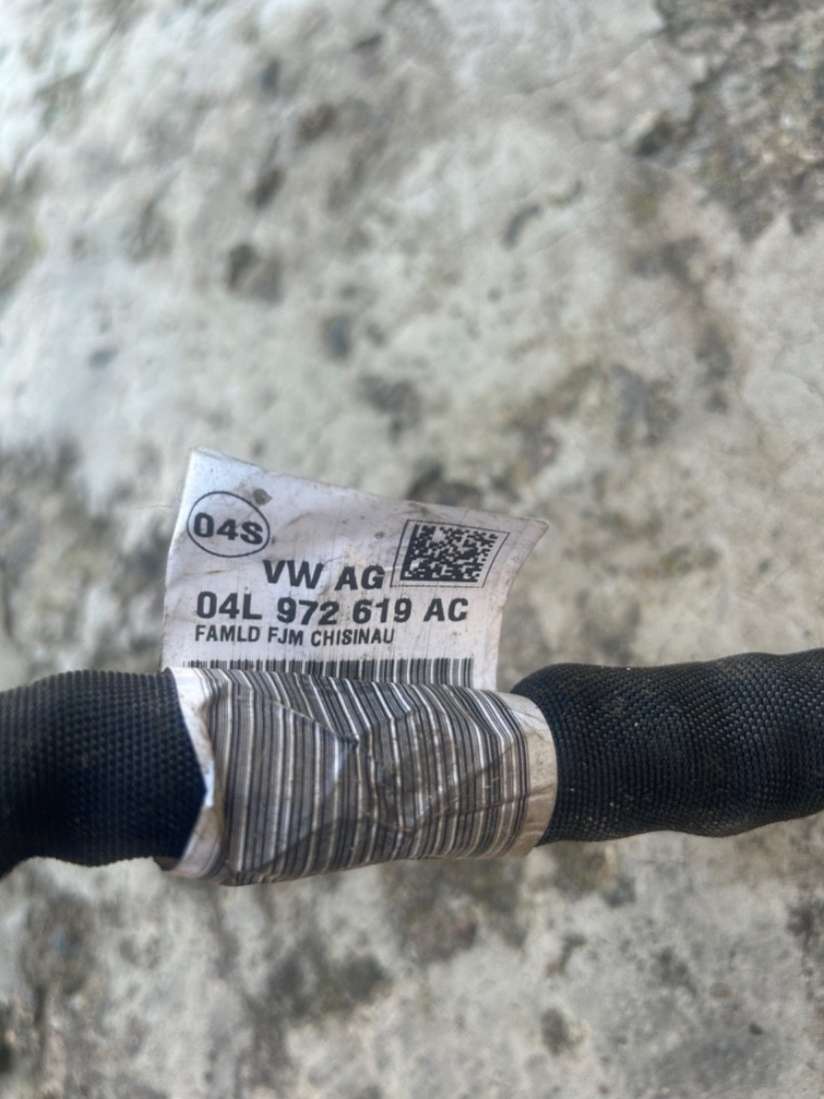 04S
VW AG
04L 972 619 AC
FAMLD FJM CHISINAU